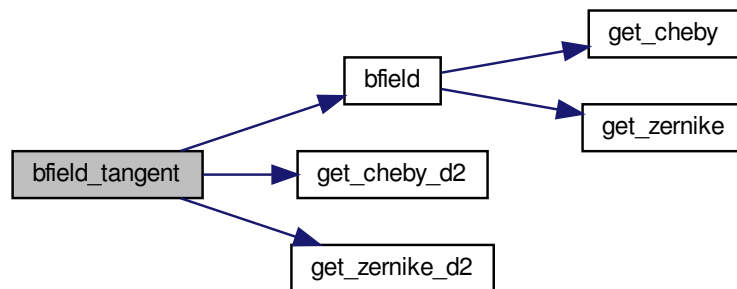 get_cheby
bfield
get_zernike
bfield_tangent
get_cheby_d2
get_zernike_d2